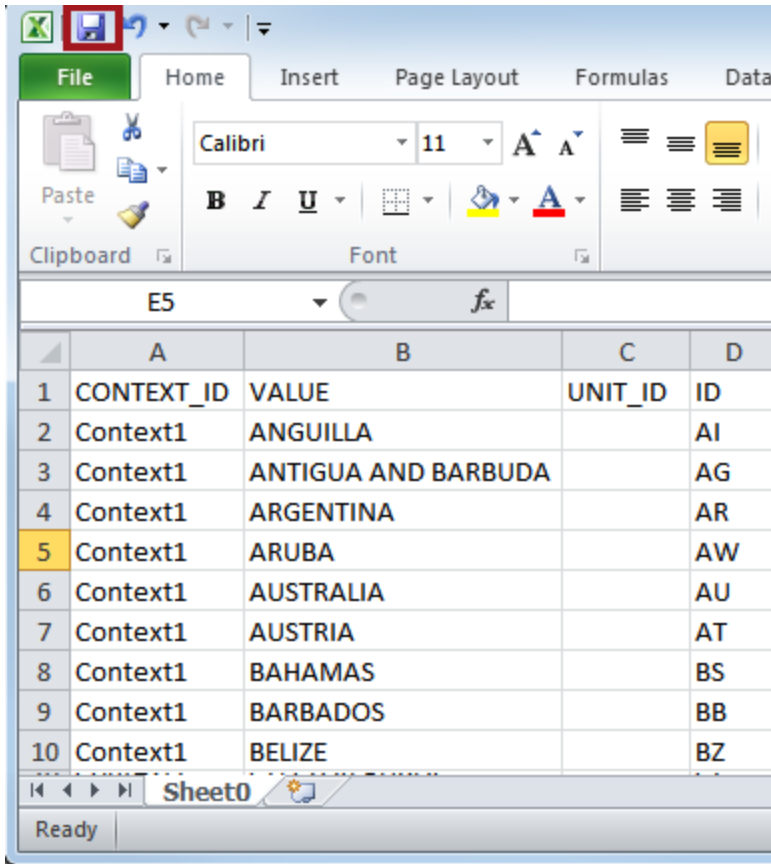 File Home Insert Page Layout Formulas Data
Calibri 11 A A
Paste B I U A
Clipboard Font
E5 fx
A B C D
1 CONTEXT_ID VALUE UNIT_ID ID
2 Context1 ANGUILLA AI
3 Context1 ANTIGUA AND BARBUDA AG
4 Context1 ARGENTINA AR
5 Context1 ARUBA AW
6 Context1 AUSTRALIA AU
7 Context1 AUSTRIA AT
8 Context1 BAHAMAS BS
9 Context1 BARBADOS BB
10 Context1 BELIZE BZ
Sheet0
Ready